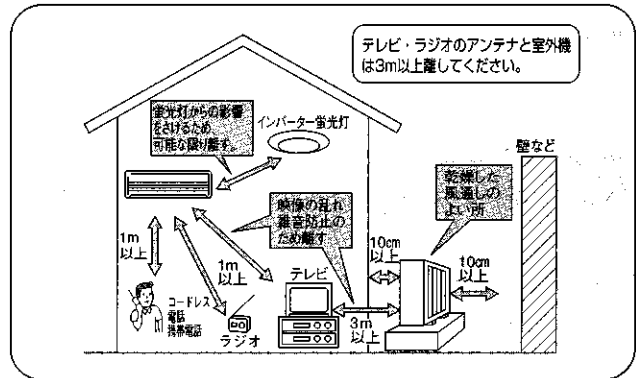 テレビ・ラジオのアンテナと室外機
は3m以上離してください。
蛍光灯からの影響
をさけるため、
可能な限り離す。
インバーター蛍光灯
壁など
乾燥した
風通しの
よい所
映像の乱れ
雑音防止の
ため離す
1m
以上
1m
以上
テレビ
10cm
以上
10cm
以上
コードレス
電話
携帯電話
ラジオ
3m
以上